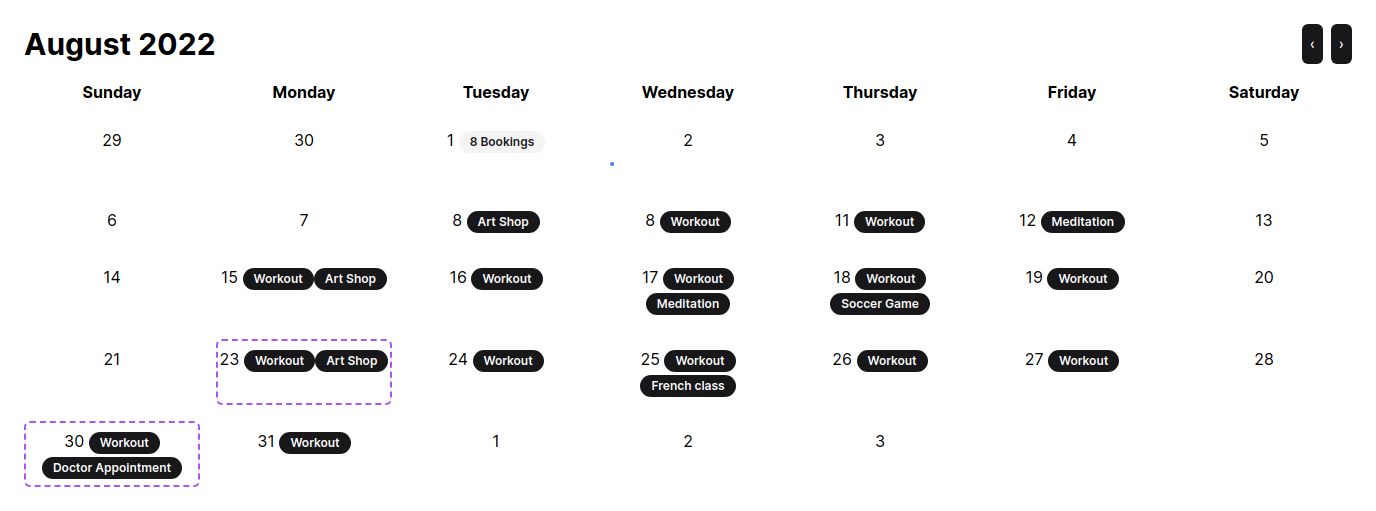 August 2022 ‹ ›
Sunday Monday Tuesday Wednesday Thursday Friday Saturday
29 30 1 8 Bookings 2 3 4 5
6 7 8 Art Shop 8 Workout 11 Workout 12 Meditation 13
14 15 Workout Art Shop 16 Workout 17 Workout 18 Workout 19 Workout 20
Meditation Soccer Game
21 23 Workout Art Shop 24 Workout 25 Workout 26 Workout 27 Workout 28
French class
30 Workout 31 Workout 1 2 3
Doctor Appointment